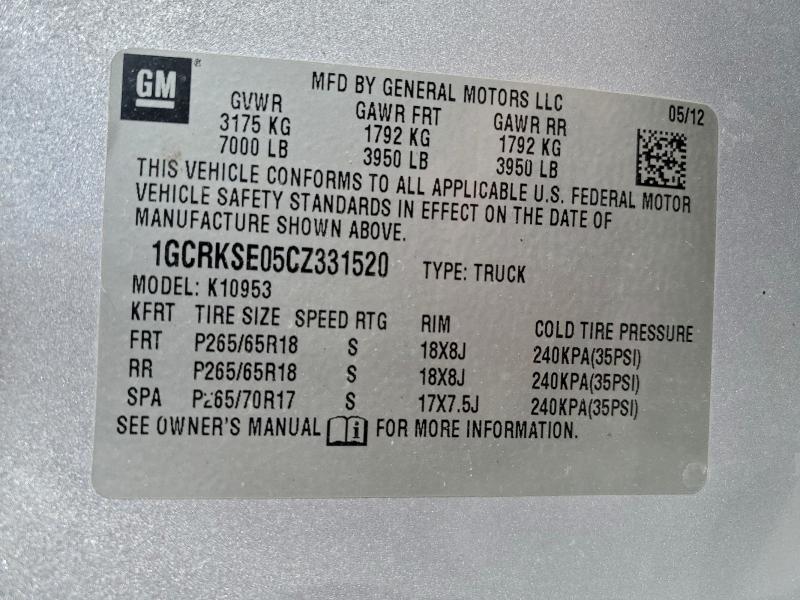 GM®
MFD BY GENERAL MOTORS LLC
05/12
GVWR GAWR FRT GAWR RR
3175 KG 1792 KG 1792 KG
7000 LB 3950 LB 3950 LB
THIS VEHICLE CONFORMS TO ALL APPLICABLE U.S. FEDERAL MOTOR
VEHICLE SAFETY STANDARDS IN EFFECT ON THE DATE OF
MANUFACTURE SHOWN ABOVE.
1GCRKSE05CZ331520 TYPE: TRUCK
MODEL: K10953
KFRT TIRE SIZE SPEED RTG RIM COLD TIRE PRESSURE
FRT P265/65R18 S 18X8J 240KPA(35PSI)
RR P265/65R18 S 18X8J 240KPA(35PSI)
SPA P265/70R17 S 17X7.5J 240KPA(35PSI)
SEE OWNER'S MANUAL i FOR MORE INFORMATION.